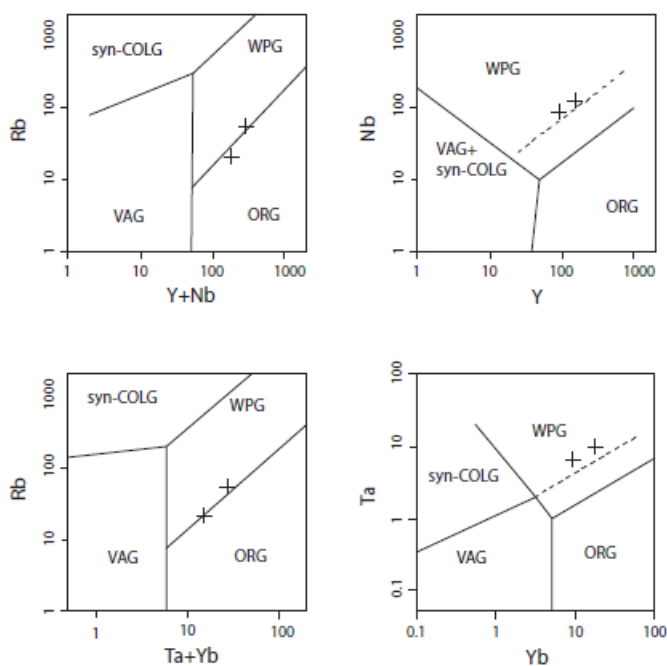 Rb
1000
100
10
1
syn-COLG
WPG
VAG
ORG
1
10
100
1000
Y+Nb
Nb
1000
100
10
1
WPG
VAG+
syn-COLG
ORG
1
10
100
1000
Y
Rb
1000
100
10
1
syn-COLG
WPG
VAG
ORG
1
10
100
Ta+Yb
Ta
100
10
1
0.1
WPG
syn-COLG
VAG
ORG
0.1
1
10
100
Yb